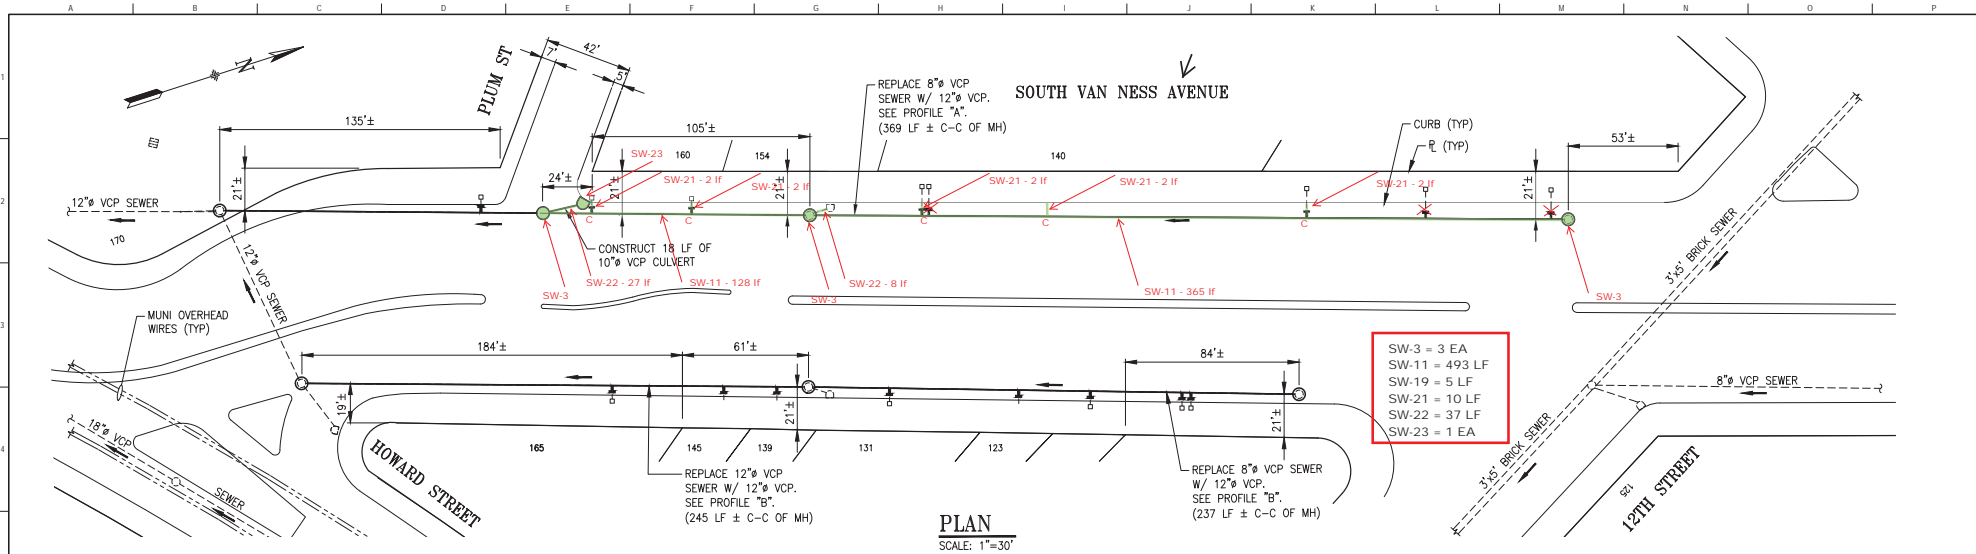 A B C D E F G H I J K L M N O P
1
2
3
4
N
PLUM ST
42'
7'
5'
REPLACE 8"ø VCP
SEWER W/ 12"ø VCP.
SEE PROFILE "A".
(369 LF ± C-C OF MH)
SOUTH VAN NESS AVENUE
135'±
105'±
CURB (TYP)
PL (TYP)
53'±
SW-23
160
154
140
24'±
21'±
21'±
21'±
21'±
SW-21 - 2 lf
SW-21 - 2 lf
SW-21 - 2 lf
SW-21 - 2 lf
SW-21 - 2 lf
12"ø VCP SEWER
170
C
C
C
C
C
CONSTRUCT 18 LF OF
10"ø VCP CULVERT
12"ø VCP SEWER
SW-3
SW-22 - 27 lf
SW-11 - 128 lf
SW-3
SW-22 - 8 lf
SW-11 - 365 lf
SW-3
3'x5' BRICK SEWER
MUNI OVERHEAD
WIRES (TYP)
184'±
61'±
84'±
SW-3 = 3 EA
SW-11 = 493 LF
SW-19 = 5 LF
SW-21 = 10 LF
SW-22 = 37 LF
SW-23 = 1 EA
8"ø VCP SEWER
19'±
21'±
21'±
18"ø VCP
SEWER
HOWARD STREET
165
145
139
131
123
REPLACE 12"ø VCP
SEWER W/ 12"ø VCP.
SEE PROFILE "B".
(245 LF ± C-C OF MH)
REPLACE 8"ø VCP SEWER
W/ 12"ø VCP.
SEE PROFILE "B".
(237 LF ± C-C OF MH)
3'x5' BRICK SEWER
125
12TH STREET
PLAN
SCALE: 1"=30'